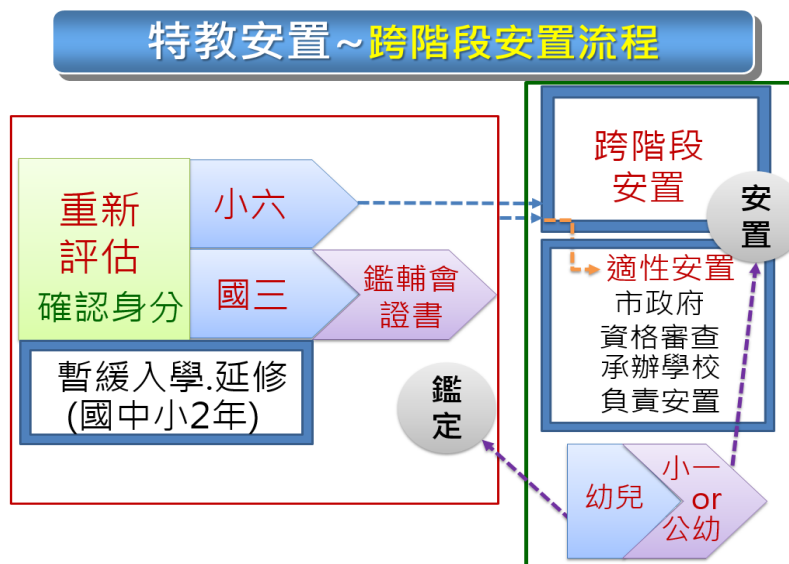 特教安置~跨階段安置流程
重新
評估
確認身分
小六
國三
鑑輔會
證書
暫緩入學.延修
(國中小2年)
鑑
定
跨階段
安置
安
置
適性安置
市政府
資格審查
承辦學校
負責安置
幼兒
小一
or
公幼